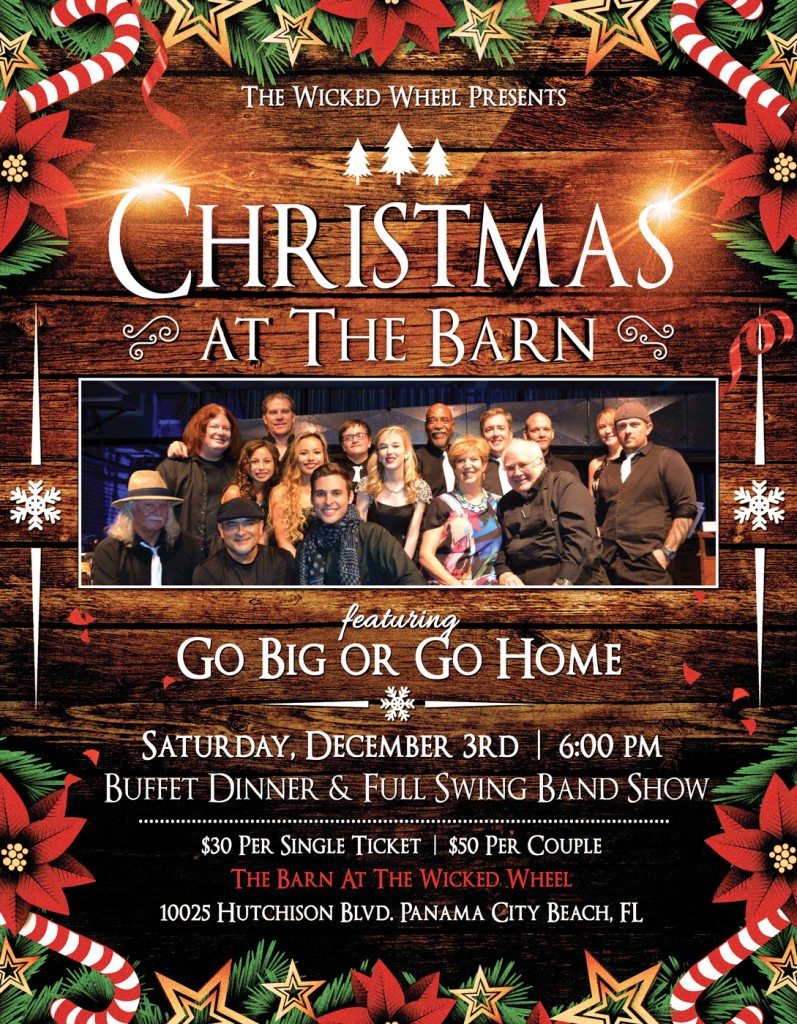 The Wicked Wheel Presents
Christmas
at The Barn
featuring
Go Big or Go Home
Saturday, December 3rd | 6:00 pm
Buffet Dinner & Full Swing Band Show
$30 Per Single Ticket | $50 Per Couple
The Barn At The Wicked Wheel
10025 Hutchison Blvd. Panama City Beach, FL